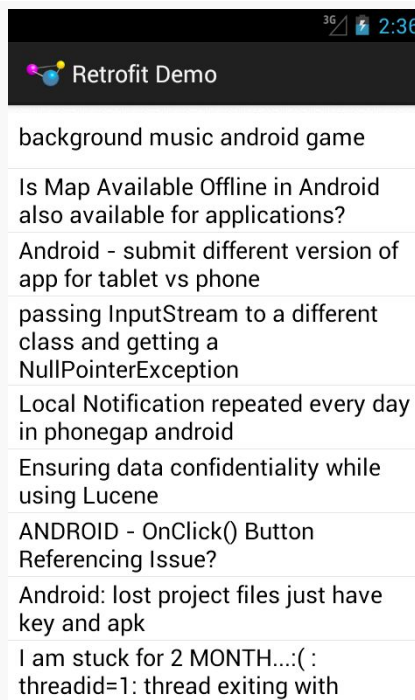 3G 2:36
Retrofit Demo
background music android game
Is Map Available Offline in Android
also available for applications?
Android - submit different version of
app for tablet vs phone
passing InputStream to a different
class and getting a
NullPointerException
Local Notification repeated every day
in phonegap android
Ensuring data confidentiality while
using Lucene
ANDROID - OnClick() Button
Referencing Issue?
Android: lost project files just have
key and apk
I am stuck for 2 MONTH...:( :
threadid=1: thread exiting with